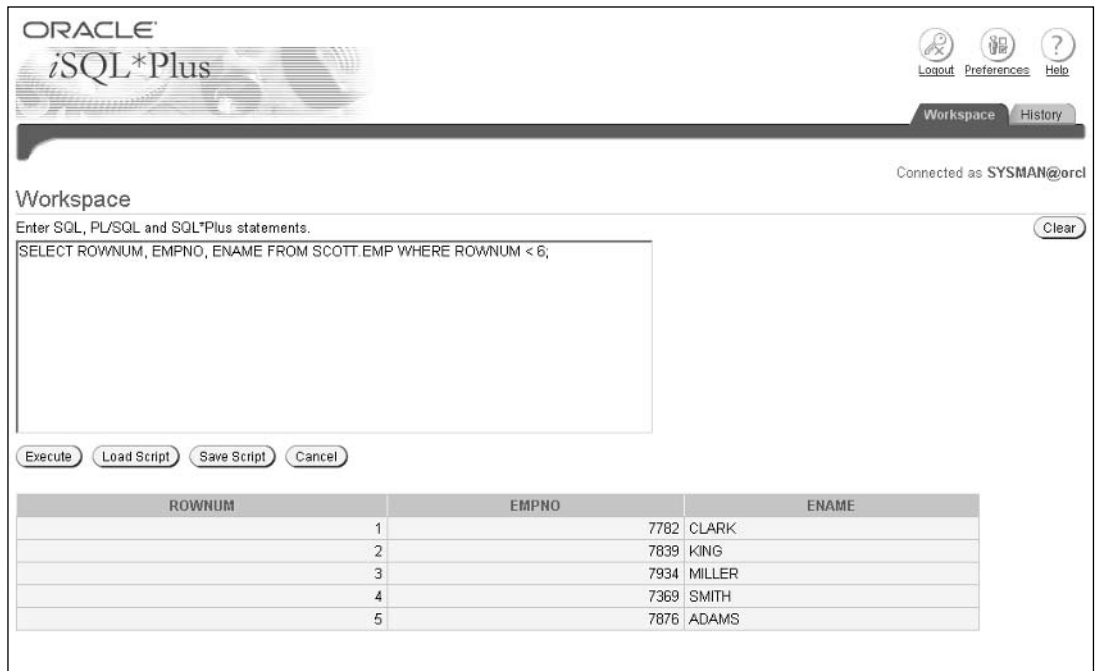 ORACLE
iSQL*Plus
Logout Preferences Help
Workspace History
Connected as SYSMAN@orcl
Workspace
Enter SQL, PL/SQL and SQL*Plus statements.
Clear
SELECT ROWNUM, EMPNO, ENAME FROM SCOTT.EMP WHERE ROWNUM < 6;
Execute Load Script Save Script Cancel
ROWNUM EMPNO ENAME
1 7782 CLARK
2 7839 KING
3 7934 MILLER
4 7369 SMITH
5 7876 ADAMS